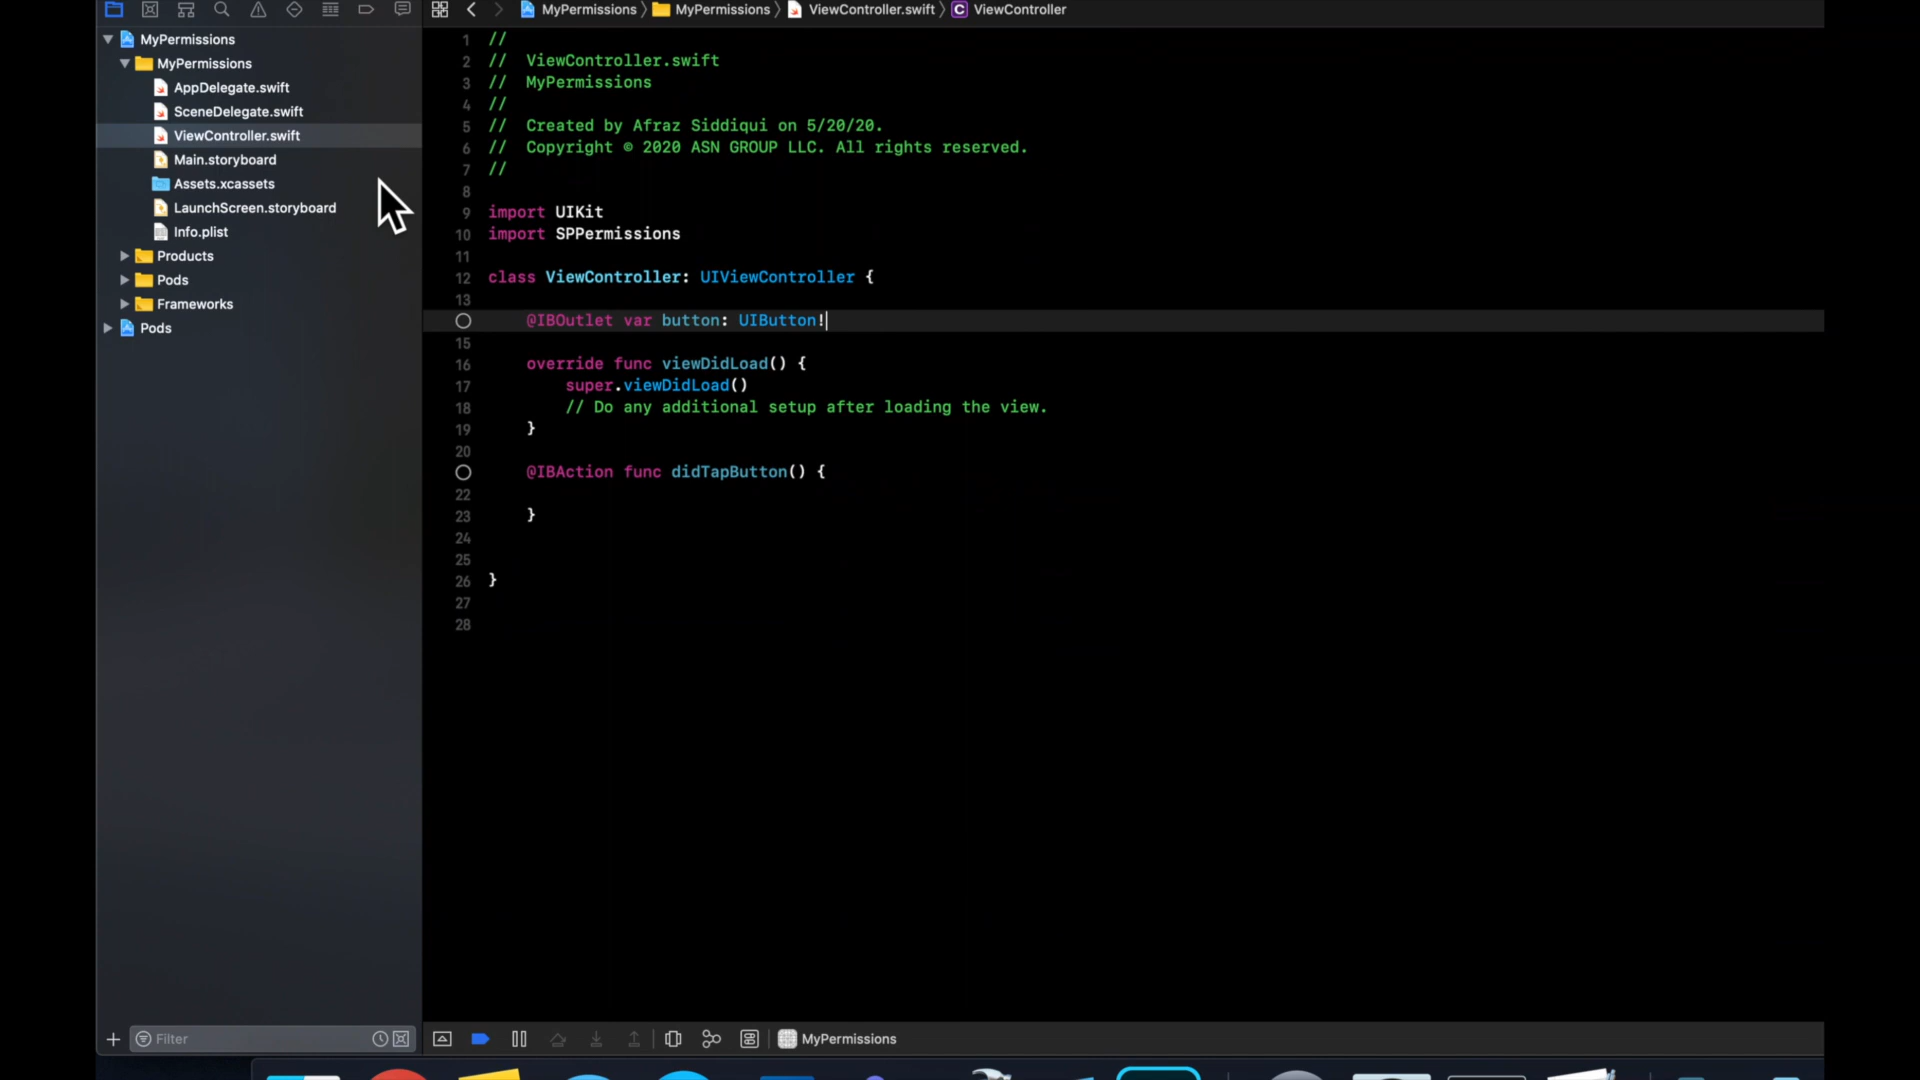 MyPermissions
MyPermissions
AppDelegate.swift
SceneDelegate.swift
ViewController.swift
Main.storyboard
Assets.xcassets
LaunchScreen.storyboard
Info.plist
Products
Pods
Frameworks
Pods
Filter
MyPermissions 〉 MyPermissions 〉 ViewController.swift 〉 C ViewController
1 //
2 //  ViewController.swift
3 //  MyPermissions
4 //
5 //  Created by Afraz Siddiqui on 5/20/20.
6 //  Copyright © 2020 ASN GROUP LLC. All rights reserved.
7 //
8
9 import UIKit
10 import SPPermissions
11
12 class ViewController: UIViewController {
13
@IBOutlet var button: UIButton!
15
16 override func viewDidLoad() {
17 super.viewDidLoad()
18 // Do any additional setup after loading the view.
19 }
20
@IBAction func didTapButton() {
22
23 }
24
25
26 }
27
28
MyPermissions